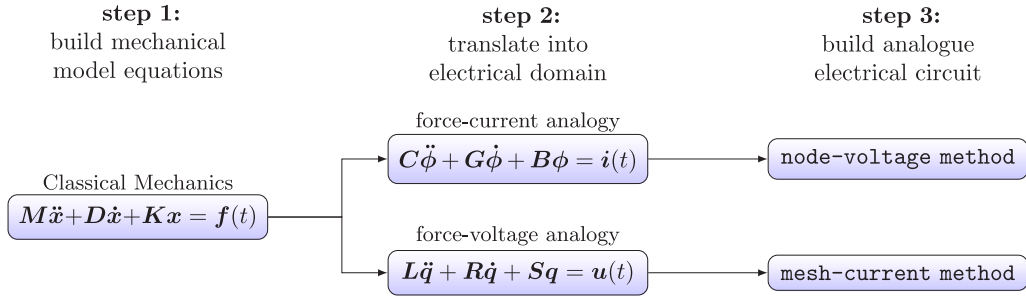 step 1:
build mechanical
model equations
step 2:
translate into
electrical domain
step 3:
build analogue
electrical circuit
Classical Mechanics
Mẍ+Dẋ+Kx = f(t)
force-current analogy
Cϕ̈ + Gϕ̇ + Bϕ = i(t)
node-voltage method
force-voltage analogy
Lq̈ + Rq̇ + Sq = u(t)
mesh-current method